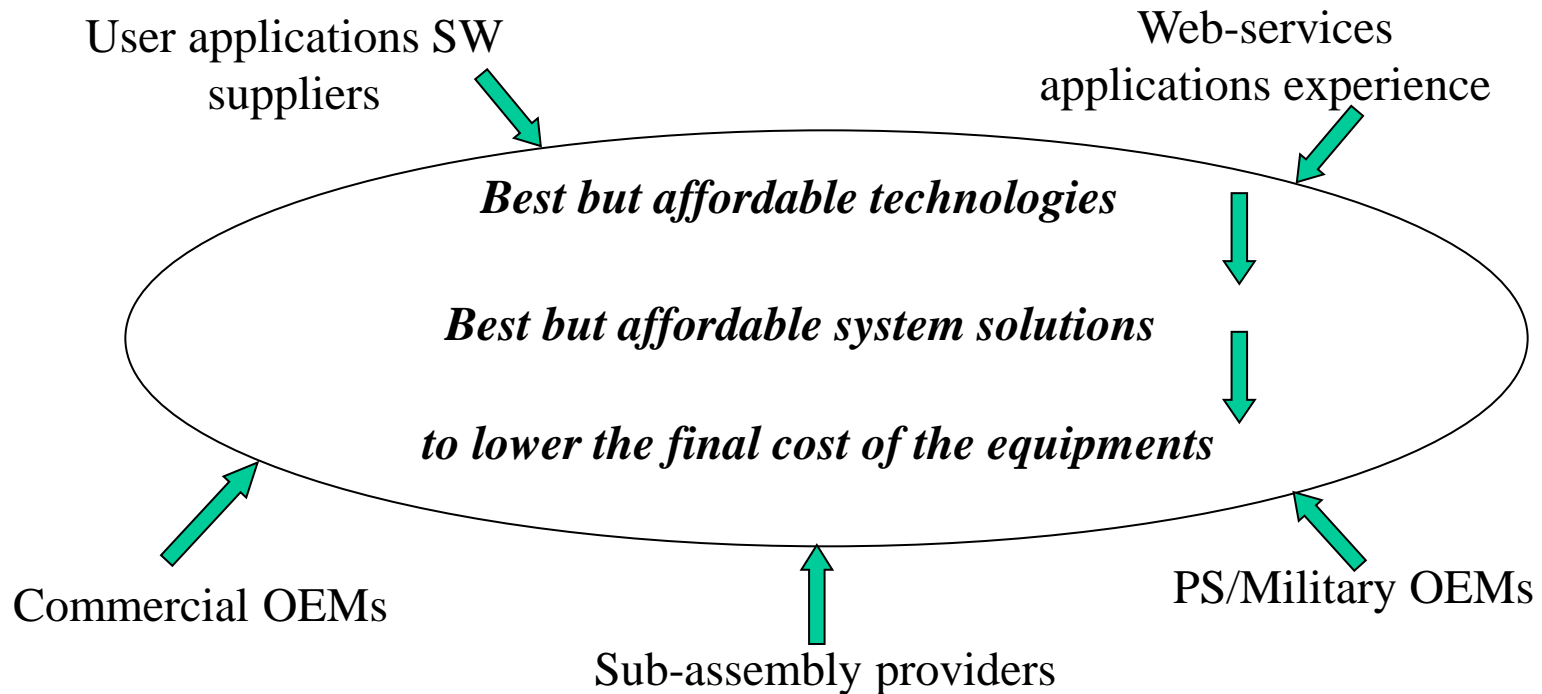 User applications SW
suppliers
Web-services
applications experience
Best but affordable technologies
Best but affordable system solutions
to lower the final cost of the equipments
Commercial OEMs
PS/Military OEMs
Sub-assembly providers